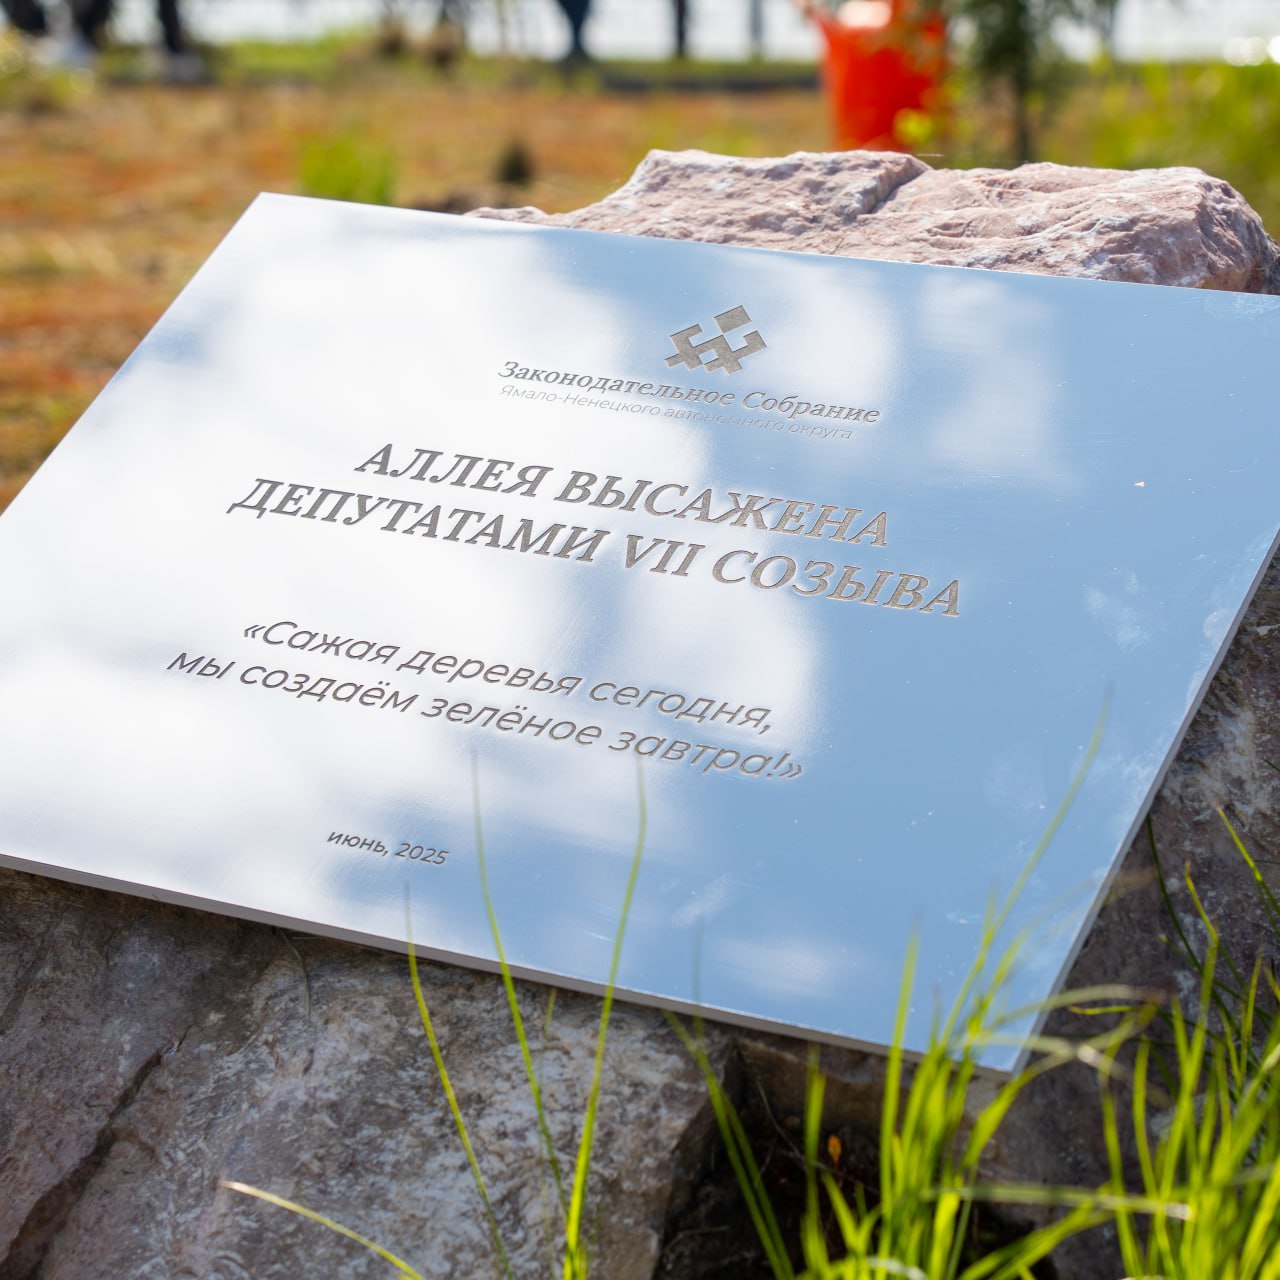 Законодательное Собрание
Ямало-Ненецкого автономного округа
АЛЛЕЯ ВЫСАЖЕНА
ДЕПУТАТАМИ VII СОЗЫВА
«Сажая деревья сегодня,
мы создаём зелёное завтра!»
июнь, 2025